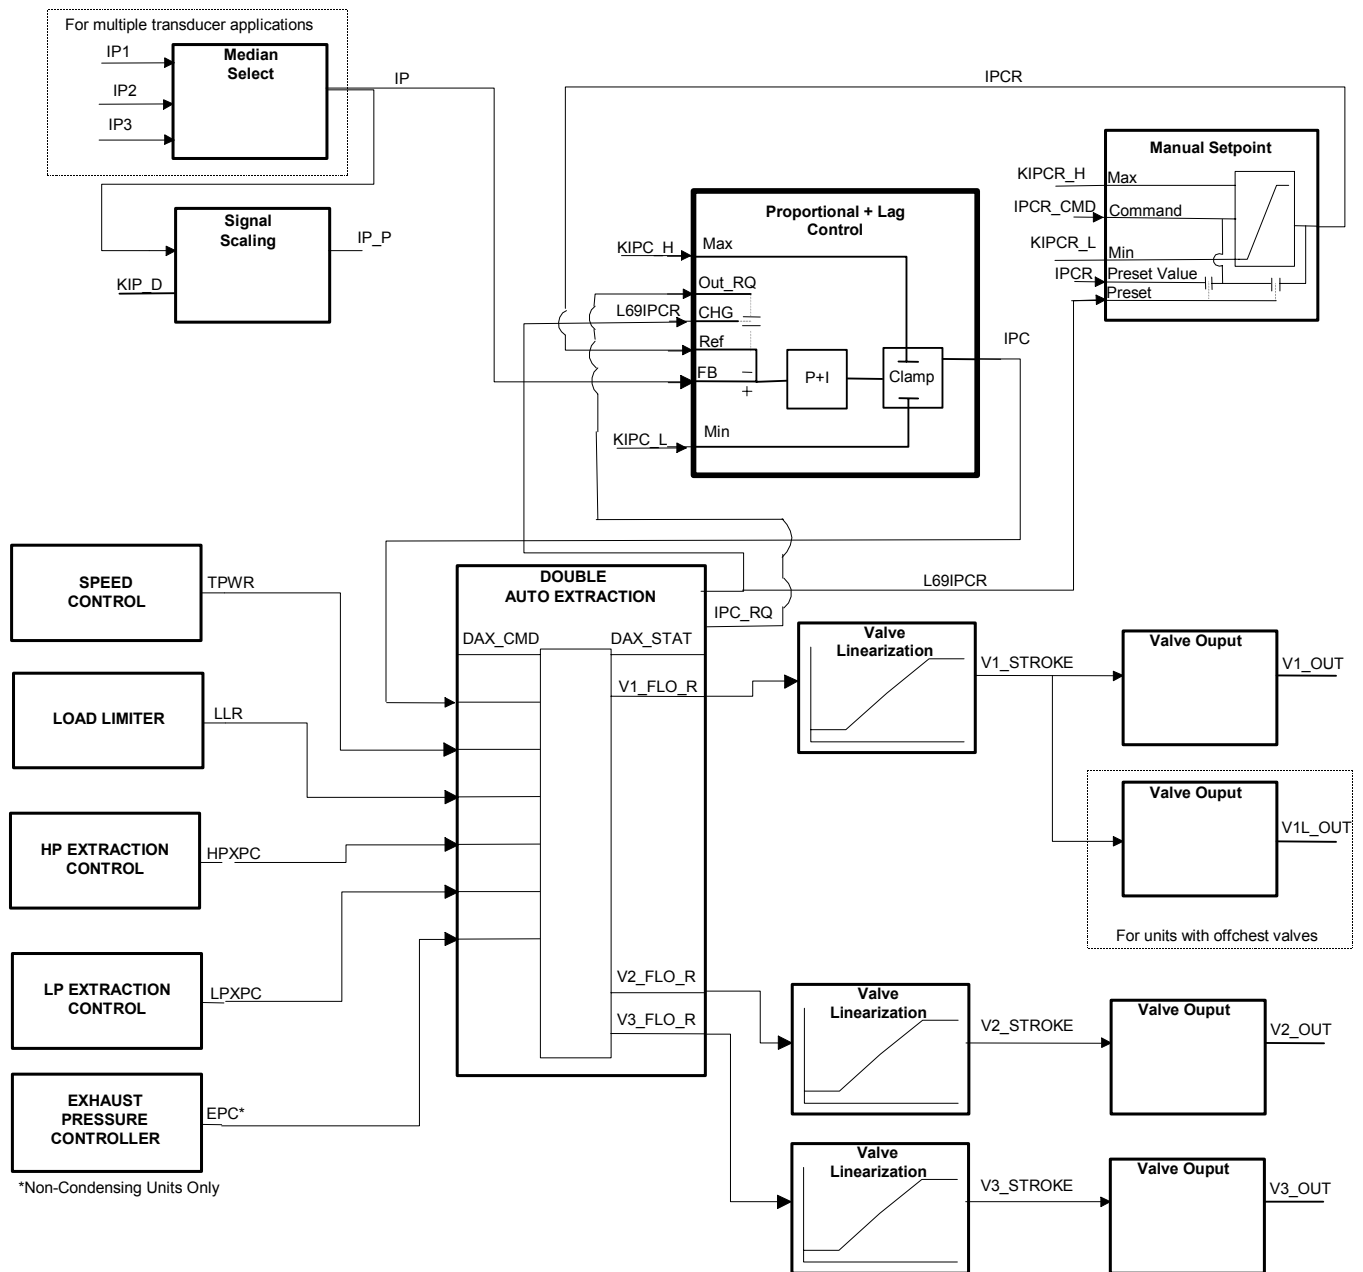 For multiple transducer applications
IP1
IP2
IP3
Median
Select
IP
IPCR
Manual Setpoint
KIPCR_H
Max
IPCR_CMD
Command
KIPCR_L
Min
IPCR
Preset Value
Preset
Signal
Scaling
IP_P
KIP_D
Proportional + Lag
Control
KIPC_H
Max
Out_RQ
L69IPCR
CHG
Ref
FB
−
+
P+I
Clamp
IPC
KIPC_L
Min
SPEED
CONTROL
TPWR
LOAD LIMITER
LLR
HP EXTRACTION
CONTROL
HPXPC
LP EXTRACTION
CONTROL
LPXPC
EXHAUST
PRESSURE
CONTROLLER
EPC*
*Non-Condensing Units Only
DOUBLE
AUTO EXTRACTION
L69IPCR
IPC_RQ
DAX_CMD
DAX_STAT
V1_FLO_R
V2_FLO_R
V3_FLO_R
Valve
Linearization
V1_STROKE
Valve Ouput
V1_OUT
Valve Ouput
V1L_OUT
For units with offchest valves
Valve
Linearization
V2_STROKE
Valve Ouput
V2_OUT
Valve
Linearization
V3_STROKE
Valve Ouput
V3_OUT